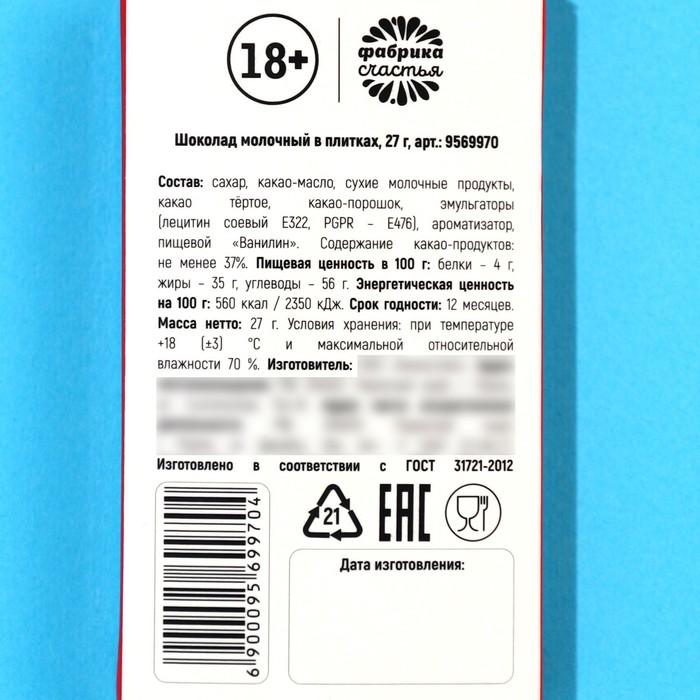 18+
фабрика
счастья
Шоколад молочный в плитках, 27 г, арт.: 9569970
Состав: сахар, какао-масло, сухие молочные продукты,
какао тёртое, какао-порошок, эмульгаторы
(лецитин соевый Е322, PGPR – Е476), ароматизатор,
пищевой «Ванилин». Содержание какао-продуктов:
не менее 37%. Пищевая ценность в 100 г: белки – 4 г,
жиры – 35 г, углеводы – 56 г. Энергетическая ценность
на 100 г: 560 ккал / 2350 кДж. Срок годности: 12 месяцев.
Масса нетто: 27 г. Условия хранения: при температуре
+18 (±3) °С и максимальной относительной
влажности 70 %. Изготовитель:
Изготовлено в соответствии с ГОСТ 31721-2012
21
ЕАС
Дата изготовления:
6900095699704